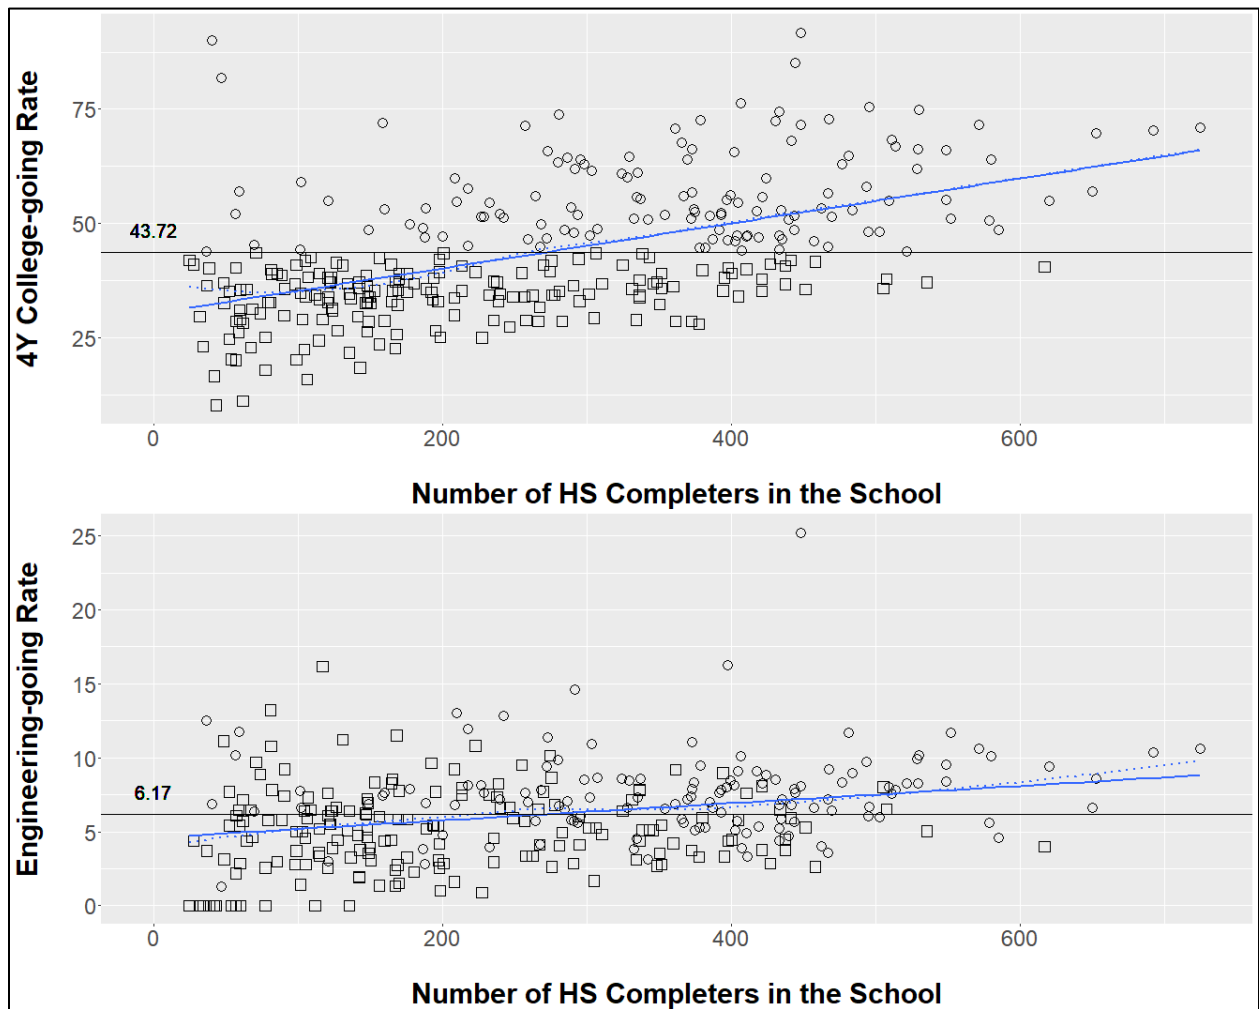 4Y College-going Rate
75
50
43.72
25
0 200 400 600
Number of HS Completers in the School
Engineering-going Rate
25
20
15
10
6.17
5
0
0 200 400 600
Number of HS Completers in the School